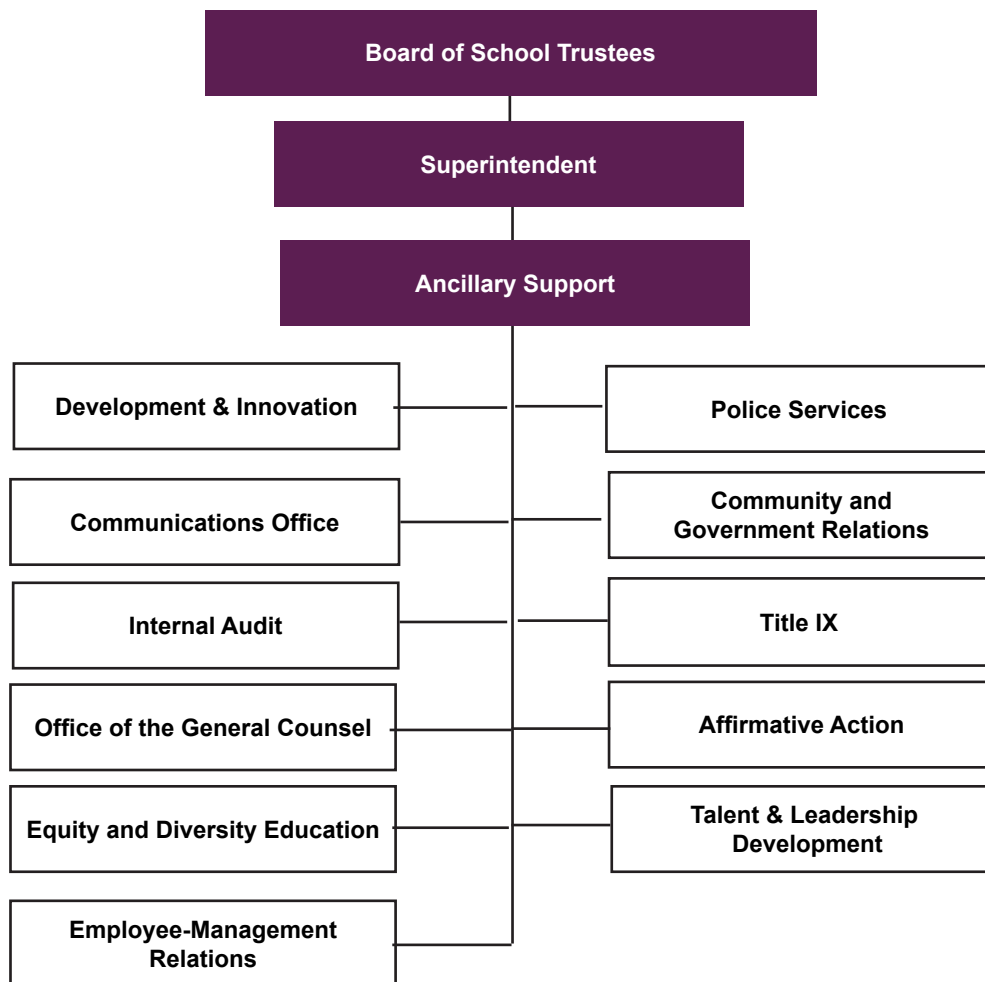 Board of School Trustees
Superintendent
Ancillary Support
Development & Innovation
Police Services
Communications Office
Community and
Government Relations
Internal Audit
Title IX
Office of the General Counsel
Affirmative Action
Equity and Diversity Education
Talent & Leadership
Development
Employee-Management
Relations